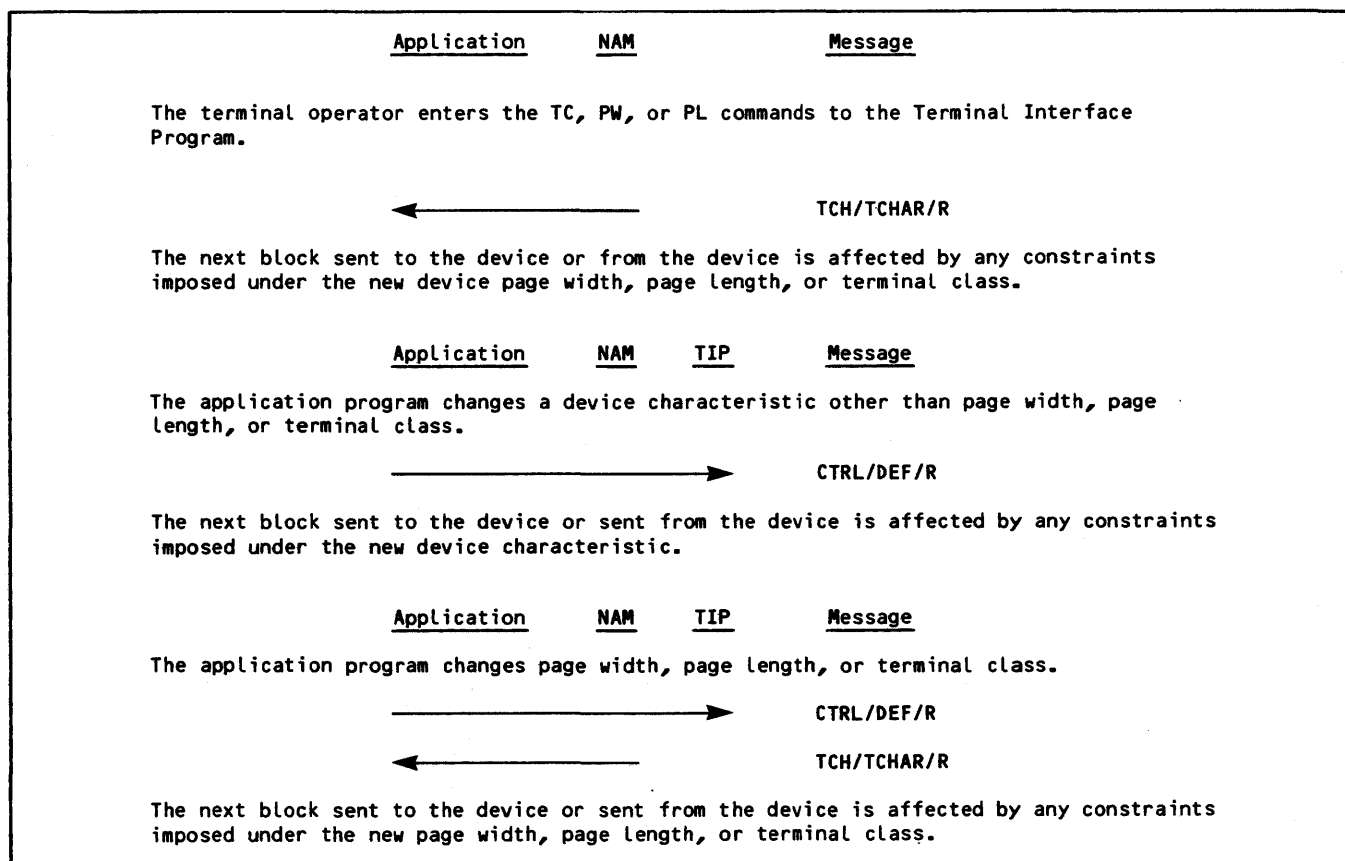 Application NAM Message
The terminal operator enters the TC, PW, or PL commands to the Terminal Interface
Program.
TCH/TCHAR/R
The next block sent to the device or from the device is affected by any constraints
imposed under the new device page width, page length, or terminal class.
Application NAM TIP Message
The application program changes a device characteristic other than page width, page
length, or terminal class.
CTRL/DEF/R
The next block sent to the device or sent from the device is affected by any constraints
imposed under the new device characteristic.
Application NAM TIP Message
The application program changes page width, page length, or terminal class.
CTRL/DEF/R
TCH/TCHAR/R
The next block sent to the device or sent from the device is affected by any constraints
imposed under the new page width, page length, or terminal class.